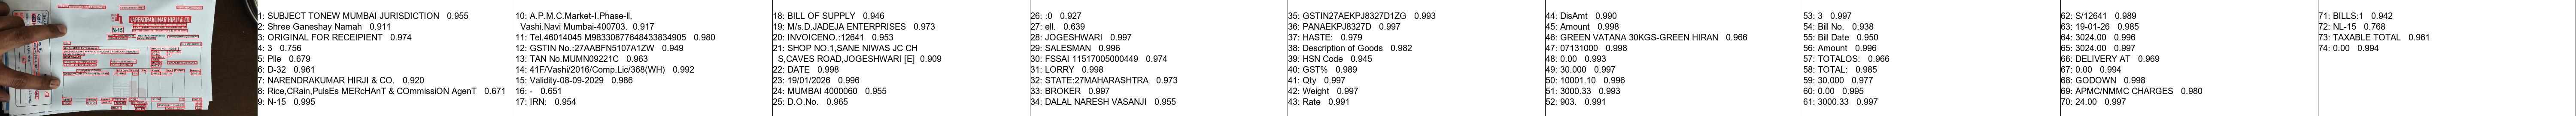 1: SUBJECT TONEW MUMBAI JURISDICTION 0.955
2: Shree Ganeshay Namah 0.911
3: ORIGINAL FOR RECEIPIENT 0.974
4: 3 0.756
5: Plle 0.679
6: D-32 0.961
7: NARENDRAKUMAR HIRJI & CO. 0.920
8: Rice,CRain,PulsEs MERcHAnT & COmmissiON AgenT 0.671
9: N-15 0.995
10: A.P.M.C.Market-I.Phase-ll.
Vashi.Navi Mumbai-400703. 0.917
11: Tel.46014045 M98330877648433834905 0.980
12: GSTIN No.:27AABFN5107A1ZW 0.949
13: TAN No.MUMN09221C 0.963
14: 41F/Vashi/2016/Comp.Lic/368(WH) 0.992
15: Validity-08-09-2029 0.986
16: - 0.651
17: IRN: 0.954
18: BILL OF SUPPLY 0.946
19: M/s.D.JADEJA ENTERPRISES 0.973
20: INVOICENO.:12641 0.953
21: SHOP NO.1,SANE NIWAS JC CH
S,CAVES ROAD,JOGESHWARI [E] 0.909
22: DATE 0.998
23: 19/01/2026 0.996
24: MUMBAI 4000060 0.955
25: D.O.No. 0.965
26: :0 0.927
27: ell. 0.639
28: JOGESHWARI 0.997
29: SALESMAN 0.996
30: FSSAI 11517005000449 0.974
31: LORRY 0.998
32: STATE:27MAHARASHTRA 0.973
33: BROKER 0.997
34: DALAL NARESH VASANJI 0.955
35: GSTIN27AEKPJ8327D1ZG 0.993
36: PANAEKPJ8327D 0.997
37: HASTE: 0.979
38: Description of Goods 0.982
39: HSN Code 0.945
40: GST% 0.989
41: Qty 0.997
42: Weight 0.997
43: Rate 0.991
44: DisAmt 0.990
45: Amount 0.998
46: GREEN VATANA 30KGS-GREEN HIRAN 0.966
47: 07131000 0.998
48: 0.00 0.993
49: 30.000 0.997
50: 10001.10 0.996
51: 3000.33 0.993
52: 903. 0.991
53: 3 0.997
54: Bill No. 0.938
55: Bill Date 0.950
56: Amount 0.996
57: TOTALOS: 0.966
58: TOTAL: 0.985
59: 30.000 0.977
60: 0.00 0.995
61: 3000.33 0.997
62: S/12641 0.989
63: 19-01-26 0.985
64: 3024.00 0.996
65: 3024.00 0.997
66: DELIVERY AT 0.969
67: 0.00 0.994
68: GODOWN 0.998
69: APMC/NMMC CHARGES 0.980
70: 24.00 0.997
71: BILLS:1 0.942
72: NL-15 0.768
73: TAXABLE TOTAL 0.961
74: 0.00 0.994